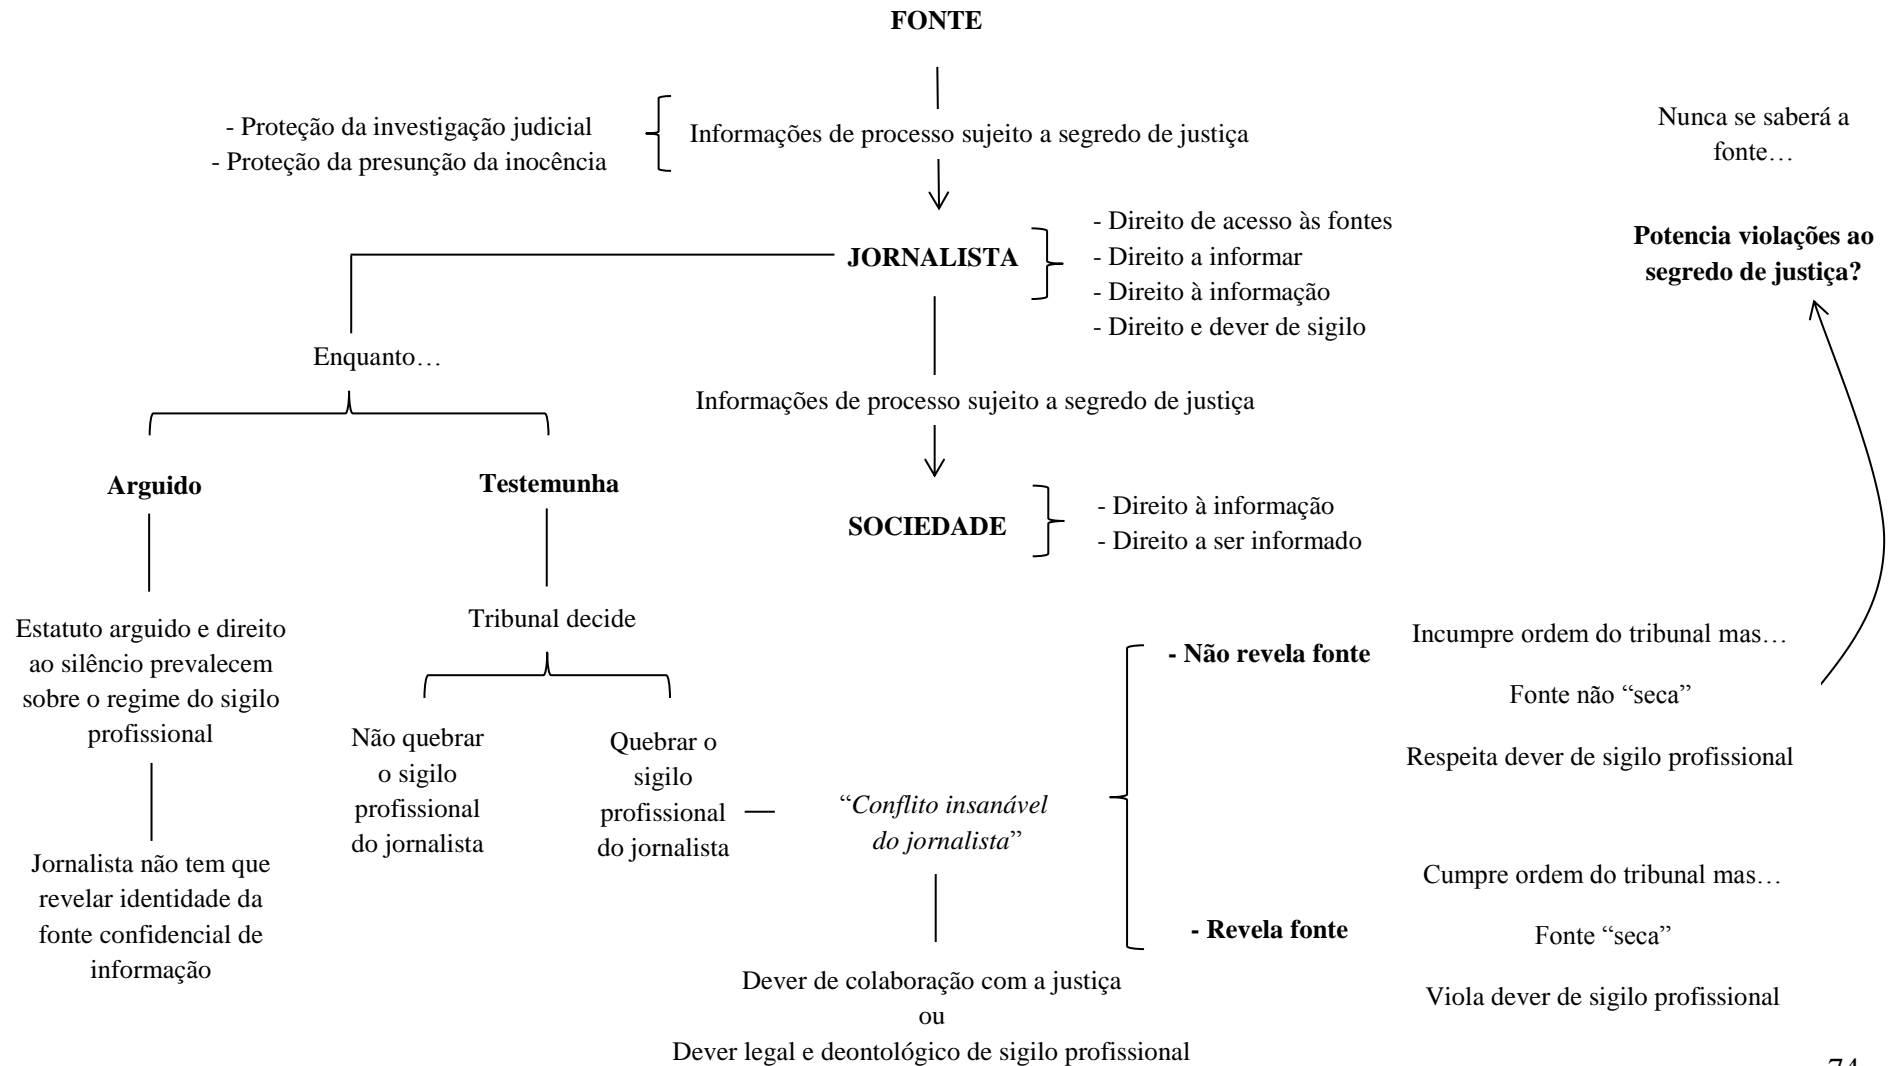 FONTE
- Proteção da investigação judicial
- Proteção da presunção da inocência
Informações de processo sujeito a segredo de justiça
Nunca se saberá a
fonte…
Potencia violações ao
segredo de justiça?
JORNALISTA
- Direito de acesso às fontes
- Direito a informar
- Direito à informação
- Direito e dever de sigilo
Enquanto…
Informações de processo sujeito a segredo de justiça
Arguido
Testemunha
SOCIEDADE
- Direito à informação
- Direito a ser informado
Estatuto arguido e direito
ao silêncio prevalecem
sobre o regime do sigilo
profissional
Jornalista não tem que
revelar identidade da
fonte confidencial de
informação
Tribunal decide
Não quebrar
o sigilo
profissional
do jornalista
Quebrar o
sigilo
profissional
do jornalista
“Conflito insanável
do jornalista”
Dever de colaboração com a justiça
ou
Dever legal e deontológico de sigilo profissional
- Não revela fonte
Incumpre ordem do tribunal mas…
Fonte não “seca”
Respeita dever de sigilo profissional
- Revela fonte
Cumpre ordem do tribunal mas…
Fonte “seca”
Viola dever de sigilo profissional